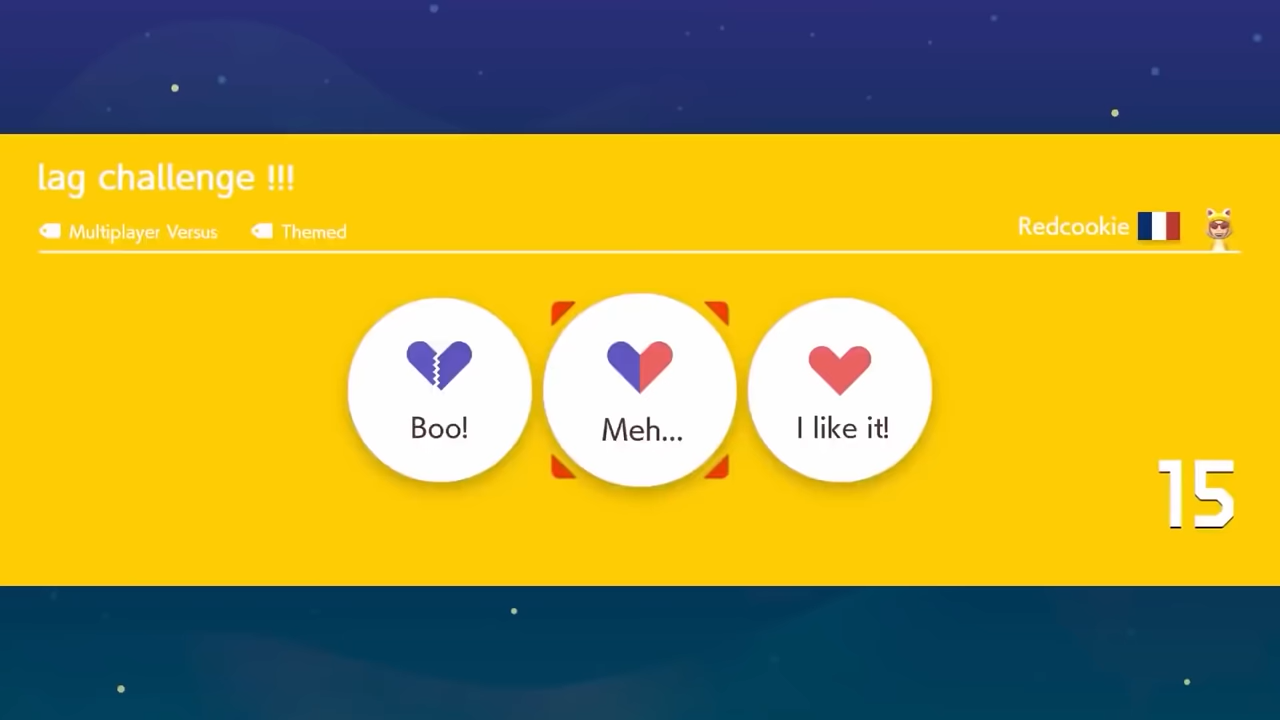 lag challenge !!!
Multiplayer Versus Themed
Redcookie
Boo! Meh... I like it!
15